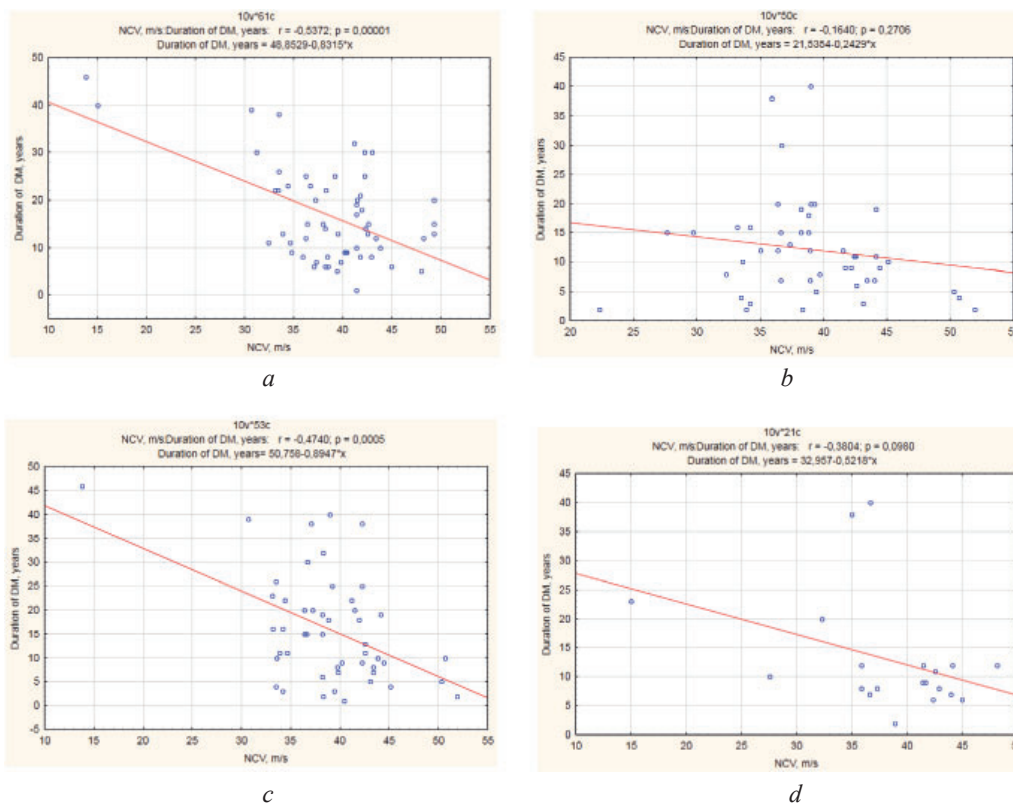 10v*61c
NCV, m/s:Duration of DM, years: r = -0,5372; p = 0,00001
Duration of DM, years = 48,8529-0,8315*x
50
40
30
20
10
0
Duration of DM, years
10 15 20 25 30 35 40 45 50 55
NCV, m/s
a
10v*50c
NCV, m/s:Duration of DM, years: r = -0,1640; p = 0,2706
Duration of DM, years = 21,5354-0,2429*x
45
40
35
30
25
20
15
10
5
0
Duration of DM, years
20 25 30 35 40 45 50 55
NCV, m/s
b
10v*53c
NCV, m/s:Duration of DM, years: r = -0,4740; p = 0,0005
Duration of DM, years= 50,758-0,8947*x
50
45
40
35
30
25
20
15
10
5
0
-5
Duration of DM, years
10 15 20 25 30 35 40 45 50 55
NCV, m/s
c
10v*21c
NCV, m/s:Duration of DM, years: r = -0,3804; p = 0,0980
Duration of DM, years = 32,957-0,5218*x
45
40
35
30
25
20
15
10
5
0
Duration of DM, years
10 15 20 25 30 35 40 45 50
NCV, m/s
d